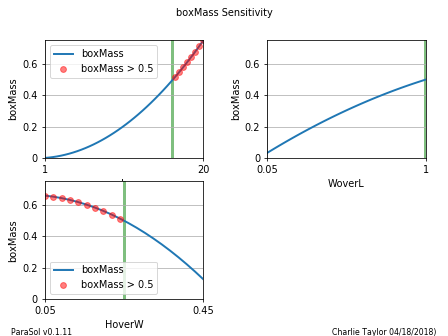 boxMass Sensitivity
boxMass
0.6
0.4
0.2
0
boxMass
boxMass > 0.5
1
20
boxMass
0.6
0.4
0.2
0
0.05
1
WoverL
boxMass
0.6
0.4
0.2
0
boxMass
boxMass > 0.5
0.05
0.45
HoverW
ParaSol v0.1.11
Charlie Taylor 04/18/2018)